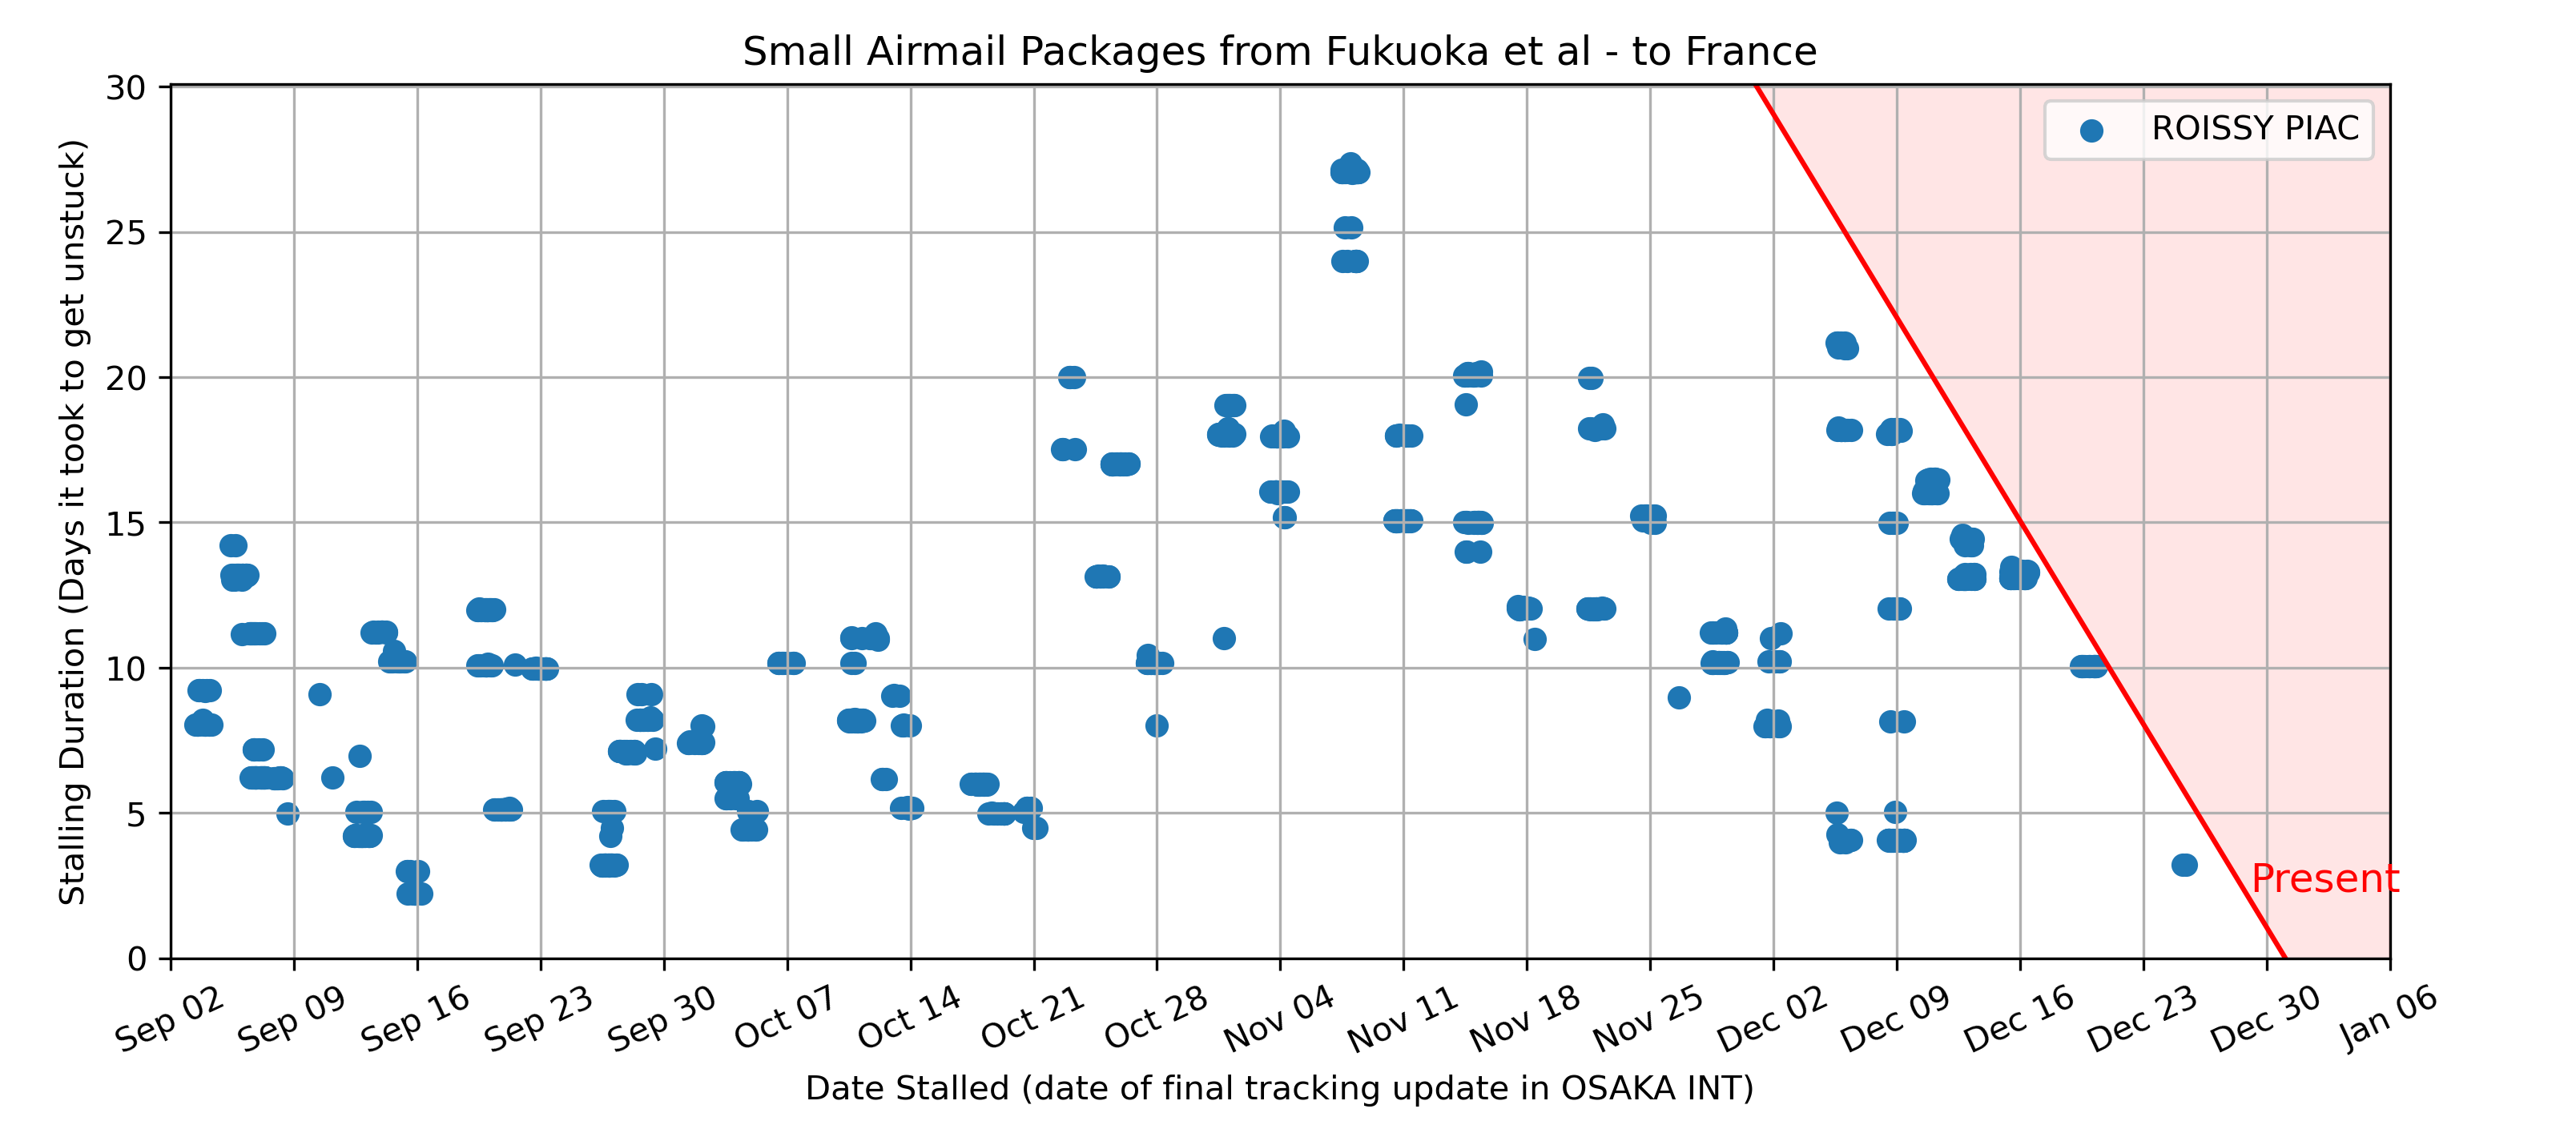 Small Airmail Packages from Fukuoka et al - to France
ROISSY PIAC
Stalling Duration (Days it took to get unstuck)
30
25
20
15
10
5
0
Present
Sep 02
Sep 09
Sep 16
Sep 23
Sep 30
Oct 07
Oct 14
Oct 21
Oct 28
Nov 04
Nov 11
Nov 18
Nov 25
Dec 02
Dec 09
Dec 16
Dec 23
Dec 30
Jan 06
Date Stalled (date of final tracking update in OSAKA INT)